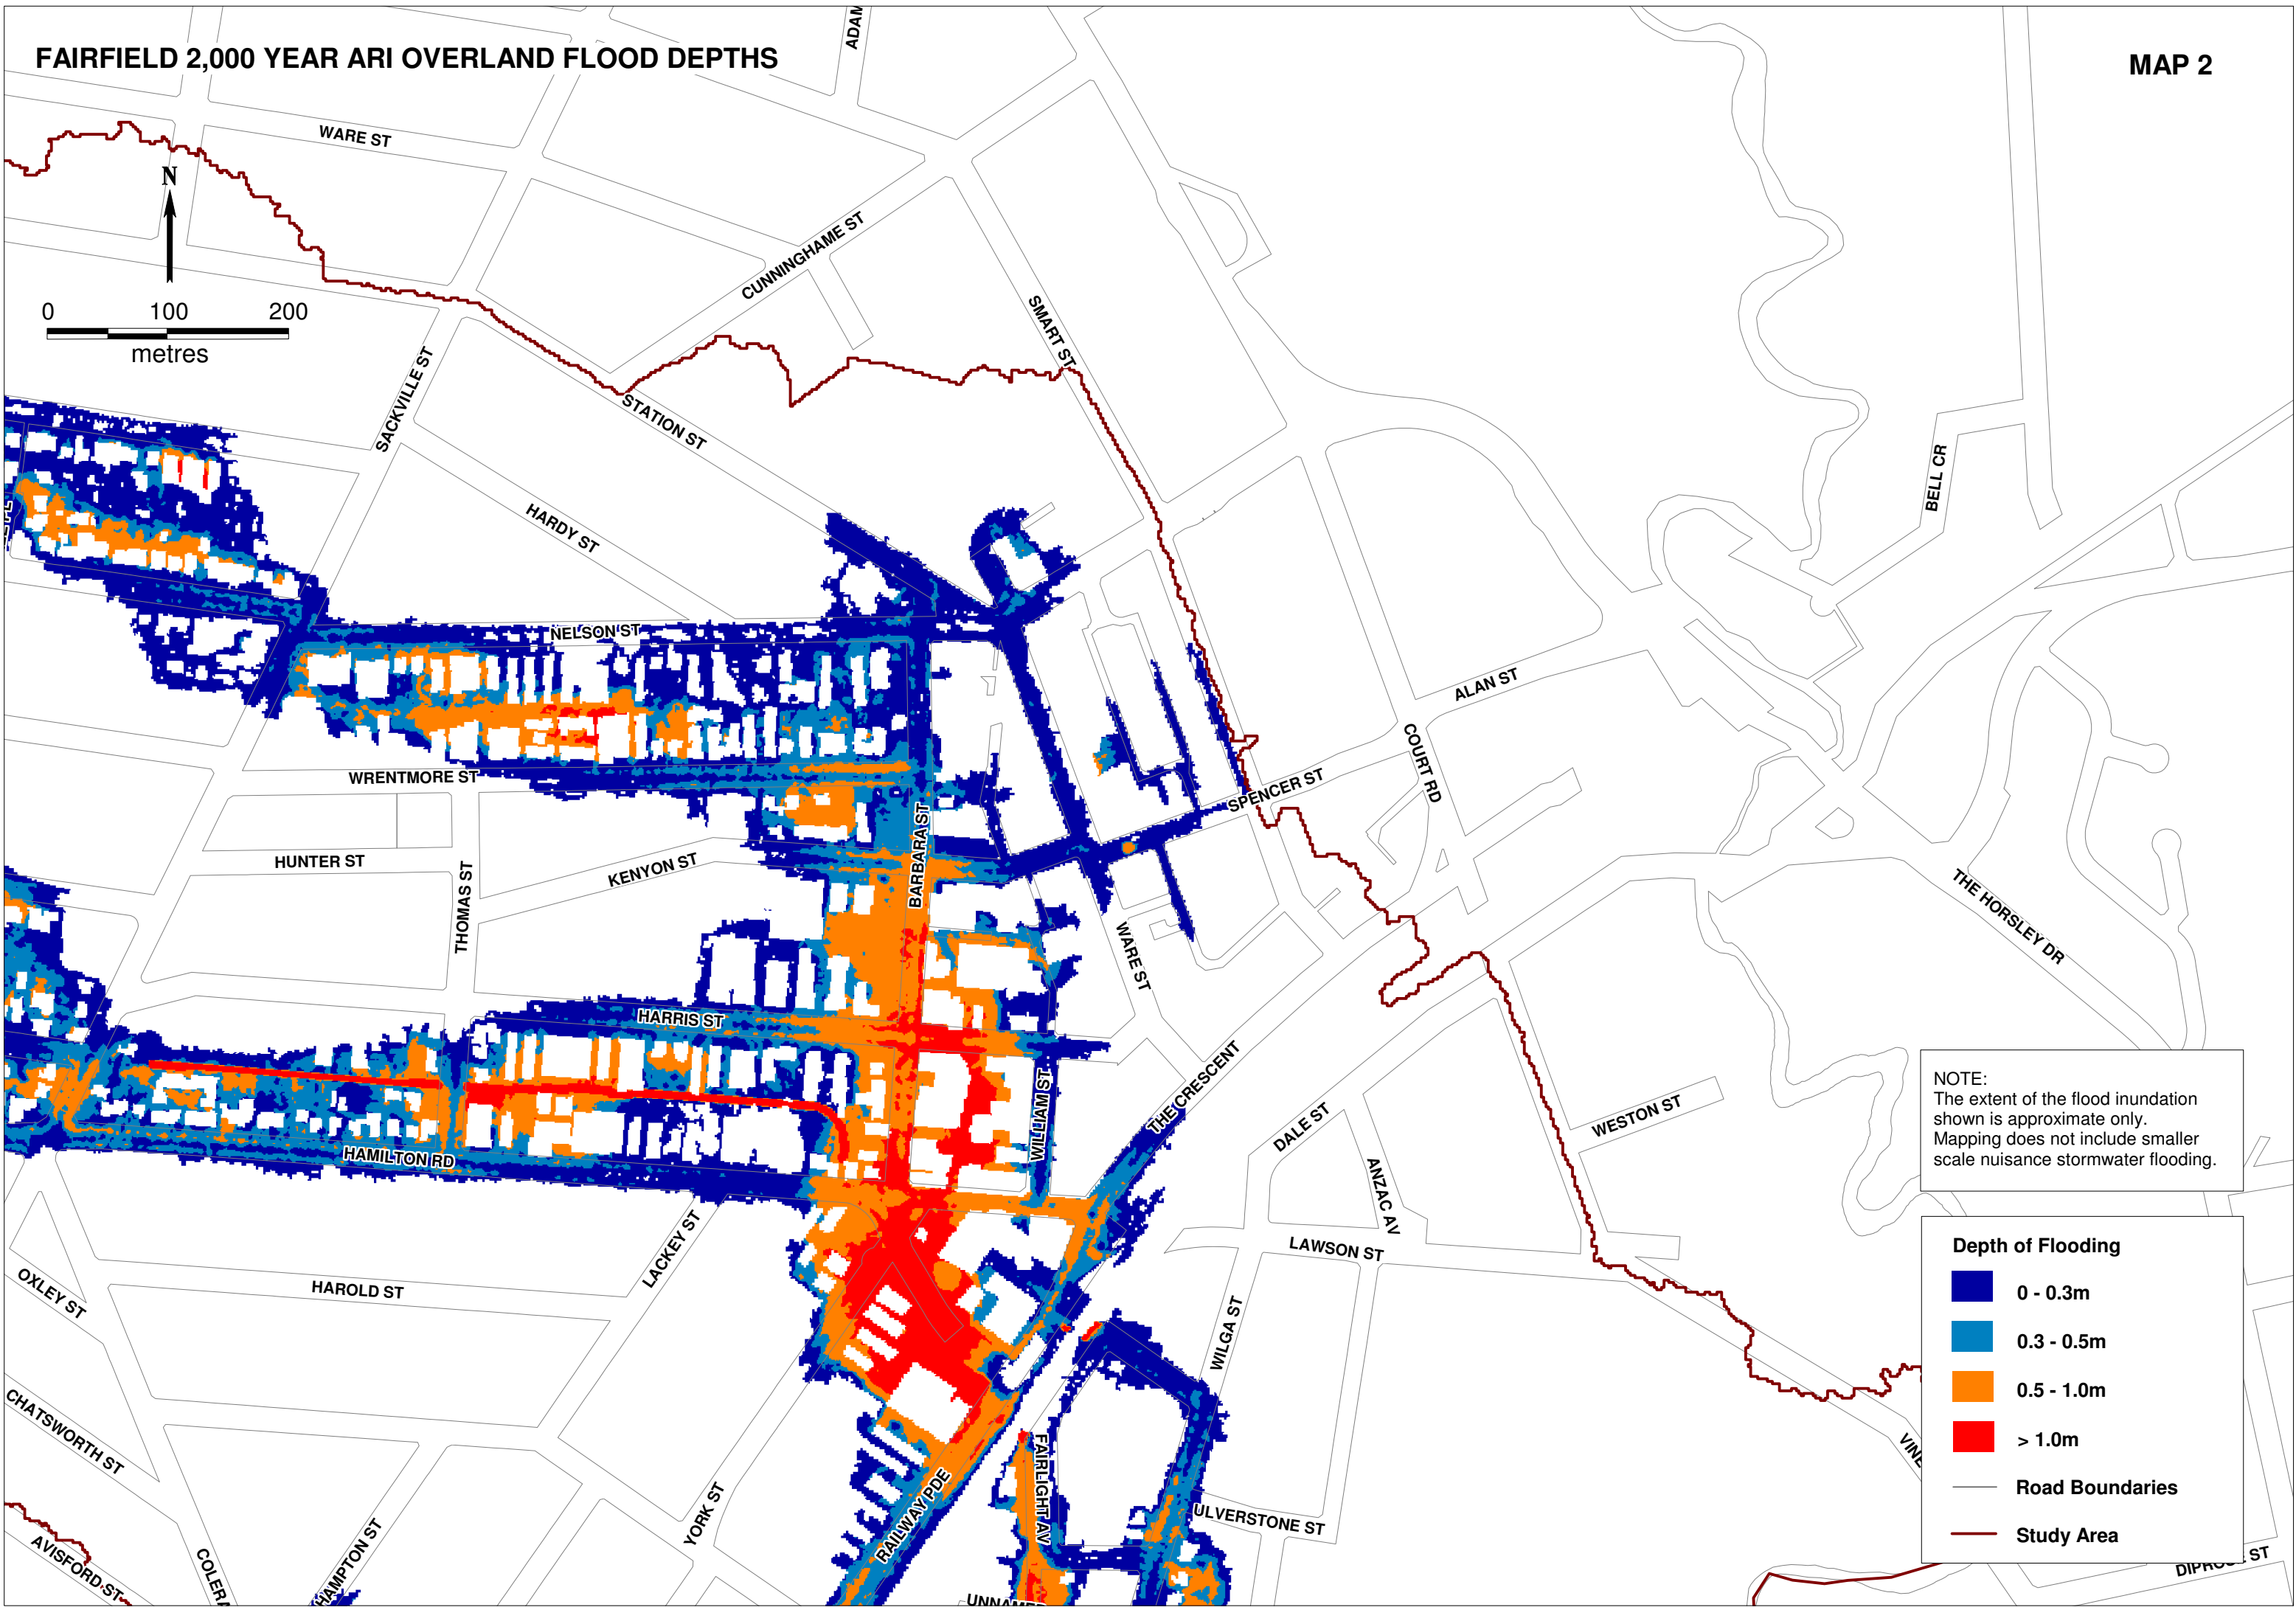 FAIRFIELD 2,000 YEAR ARI OVERLAND FLOOD DEPTHS
MAP 2
WARE ST
N
0 100 200
metres
CUNNINGHAME ST
SMART ST
SACKVILLE ST
STATION ST
HARDY ST
BELL CR
NELSON ST
ALAN ST
COURT RD
WRENTMORE ST
SPENCER ST
BARBARA ST
HUNTER ST
KENYON ST
THOMAS ST
THE HORSLEY DR
WARE ST
HARRIS ST
THE CRESCENT
WILLIAM ST
DALE ST
WESTON ST
HAMILTON RD
ANZAC AV
LAWSON ST
LACKEY ST
HAROLD ST
OXLEY ST
WILGA ST
CHATSWORTH ST
FAIRLIGHT AV
YORK ST
RAILWAY PDE
ULVERSTONE ST
AVISFORD ST
HAMPTON ST
NOTE:
The extent of the flood inundation
shown is approximate only.
Mapping does not include smaller
scale nuisance stormwater flooding.
Depth of Flooding
0 - 0.3m
0.3 - 0.5m
0.5 - 1.0m
> 1.0m
Road Boundaries
Study Area